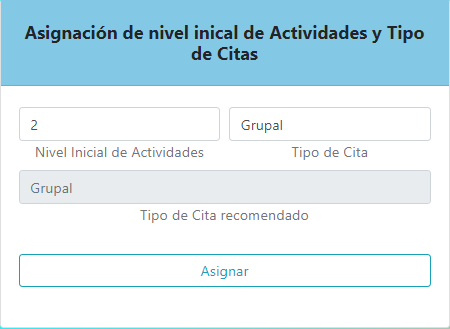 Asignación de nivel inical de Actividades y Tipo
de Citas
2
Grupal
Nivel Inicial de Actividades
Tipo de Cita
Grupal
Tipo de Cita recomendado
Asignar